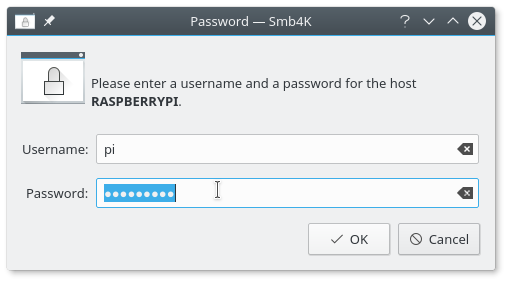 Password — Smb4K
Please enter a username and a password for the host
RASPBERRYPI.
Username: pi
Password: ●●●●●●●●●
OK Cancel